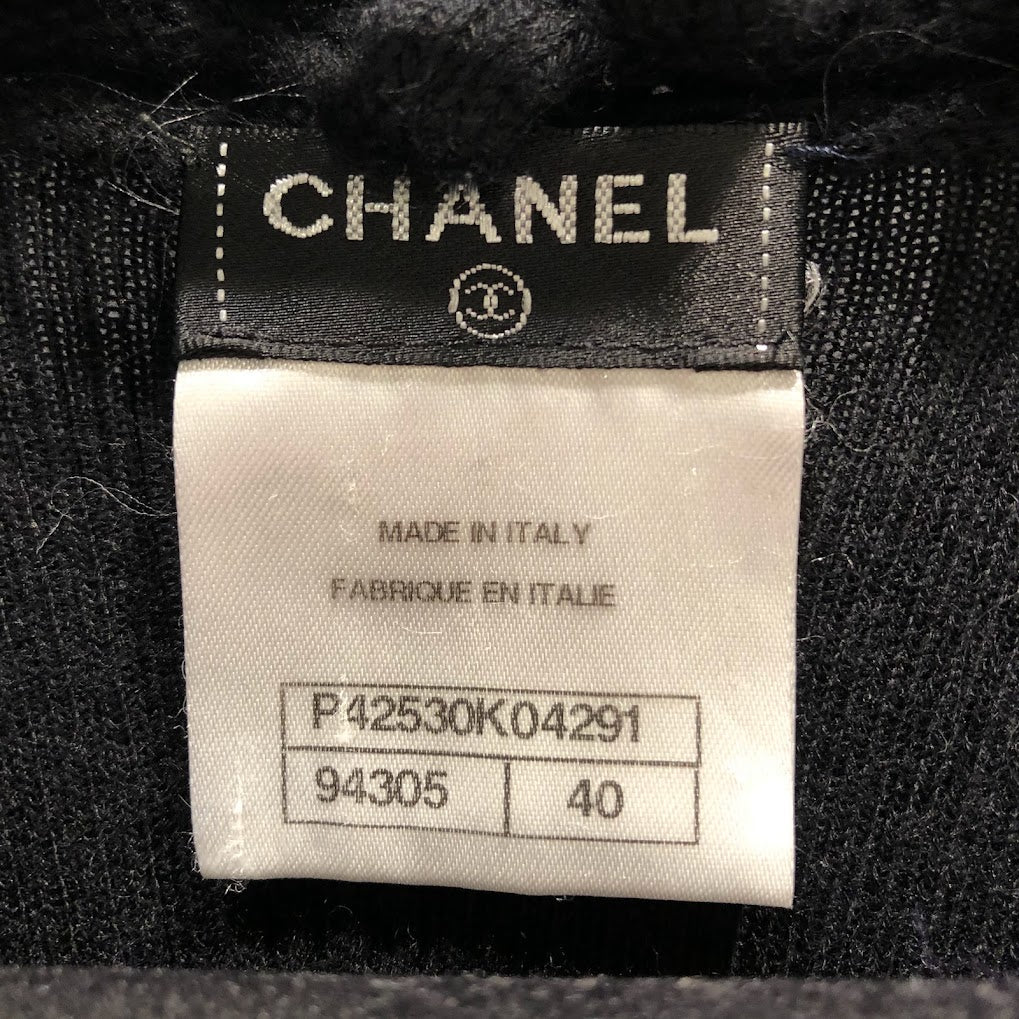 CHANEL
MADE IN ITALY
FABRIQUE EN ITALIE
P42530K04291
94305 40